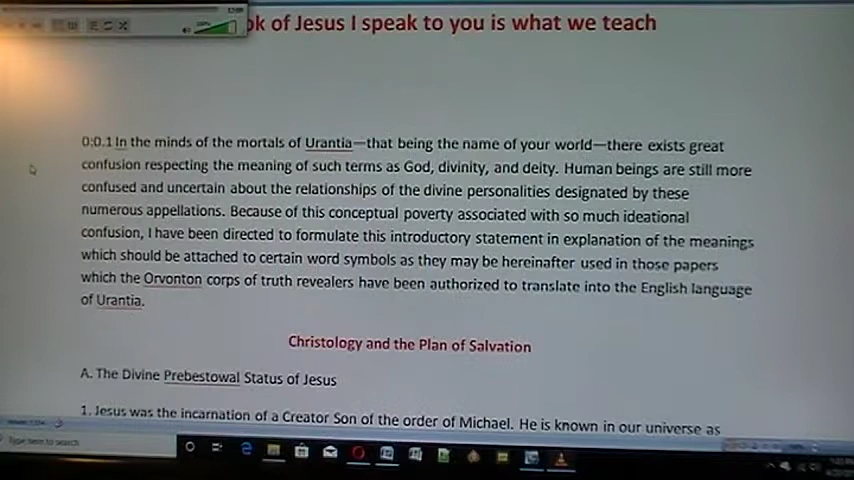 12:09
ok of Jesus I speak to you is what we teach
0:0.1 In the minds of the mortals of Urantia—that being the name of your world—there exists great
confusion respecting the meaning of such terms as God, divinity, and deity. Human beings are still more
confused and uncertain about the relationships of the divine personalities designated by these
numerous appellations. Because of this conceptual poverty associated with so much ideational
confusion, I have been directed to formulate this introductory statement in explanation of the meanings
which should be attached to certain word symbols as they may be hereinafter used in those papers
which the Orvonton corps of truth revealers have been authorized to translate into the English language
of Urantia.
Christology and the Plan of Salvation
A. The Divine Prebestowal Status of Jesus
1. Jesus was the incarnation of a Creator Son of the order of Michael. He is known in our universe as
Type here to search